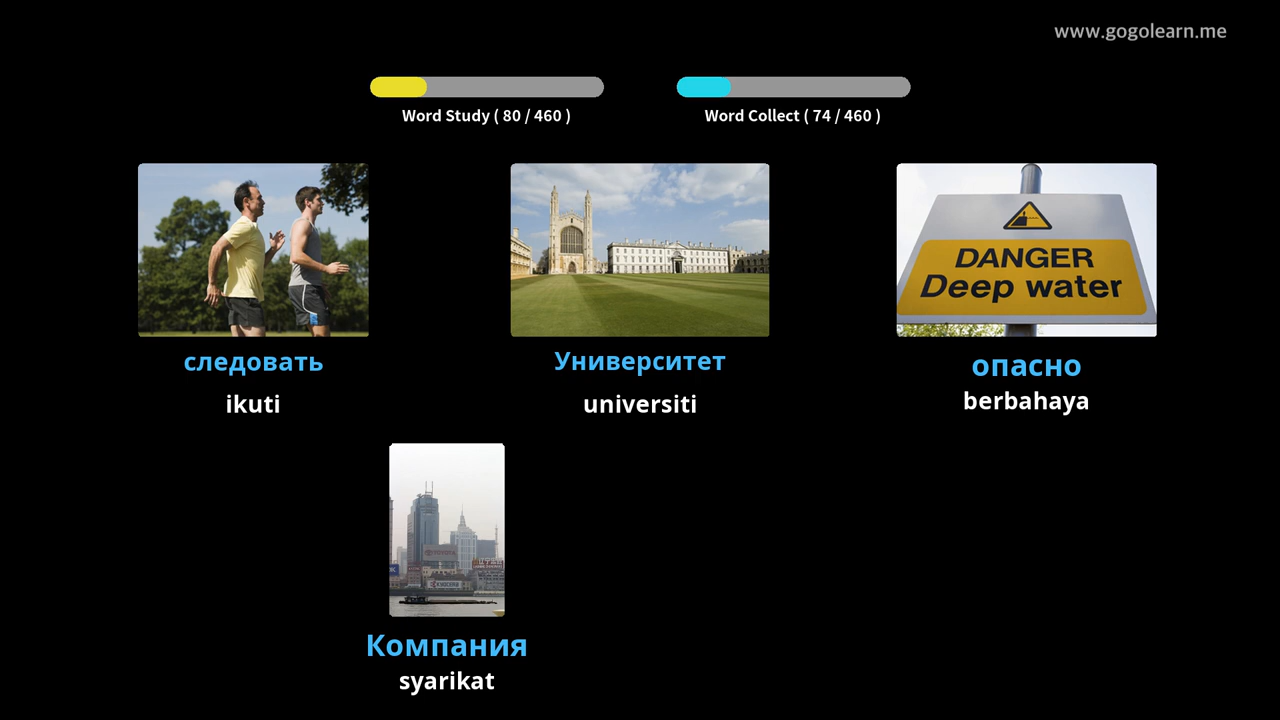 www.gogolearn.me
Word Study ( 80 / 460 )
Word Collect ( 74 / 460 )
DANGER
Deep water
следовать
Университет
опасно
ikuti
universiti
berbahaya
TOYOTA
Компания
syarikat